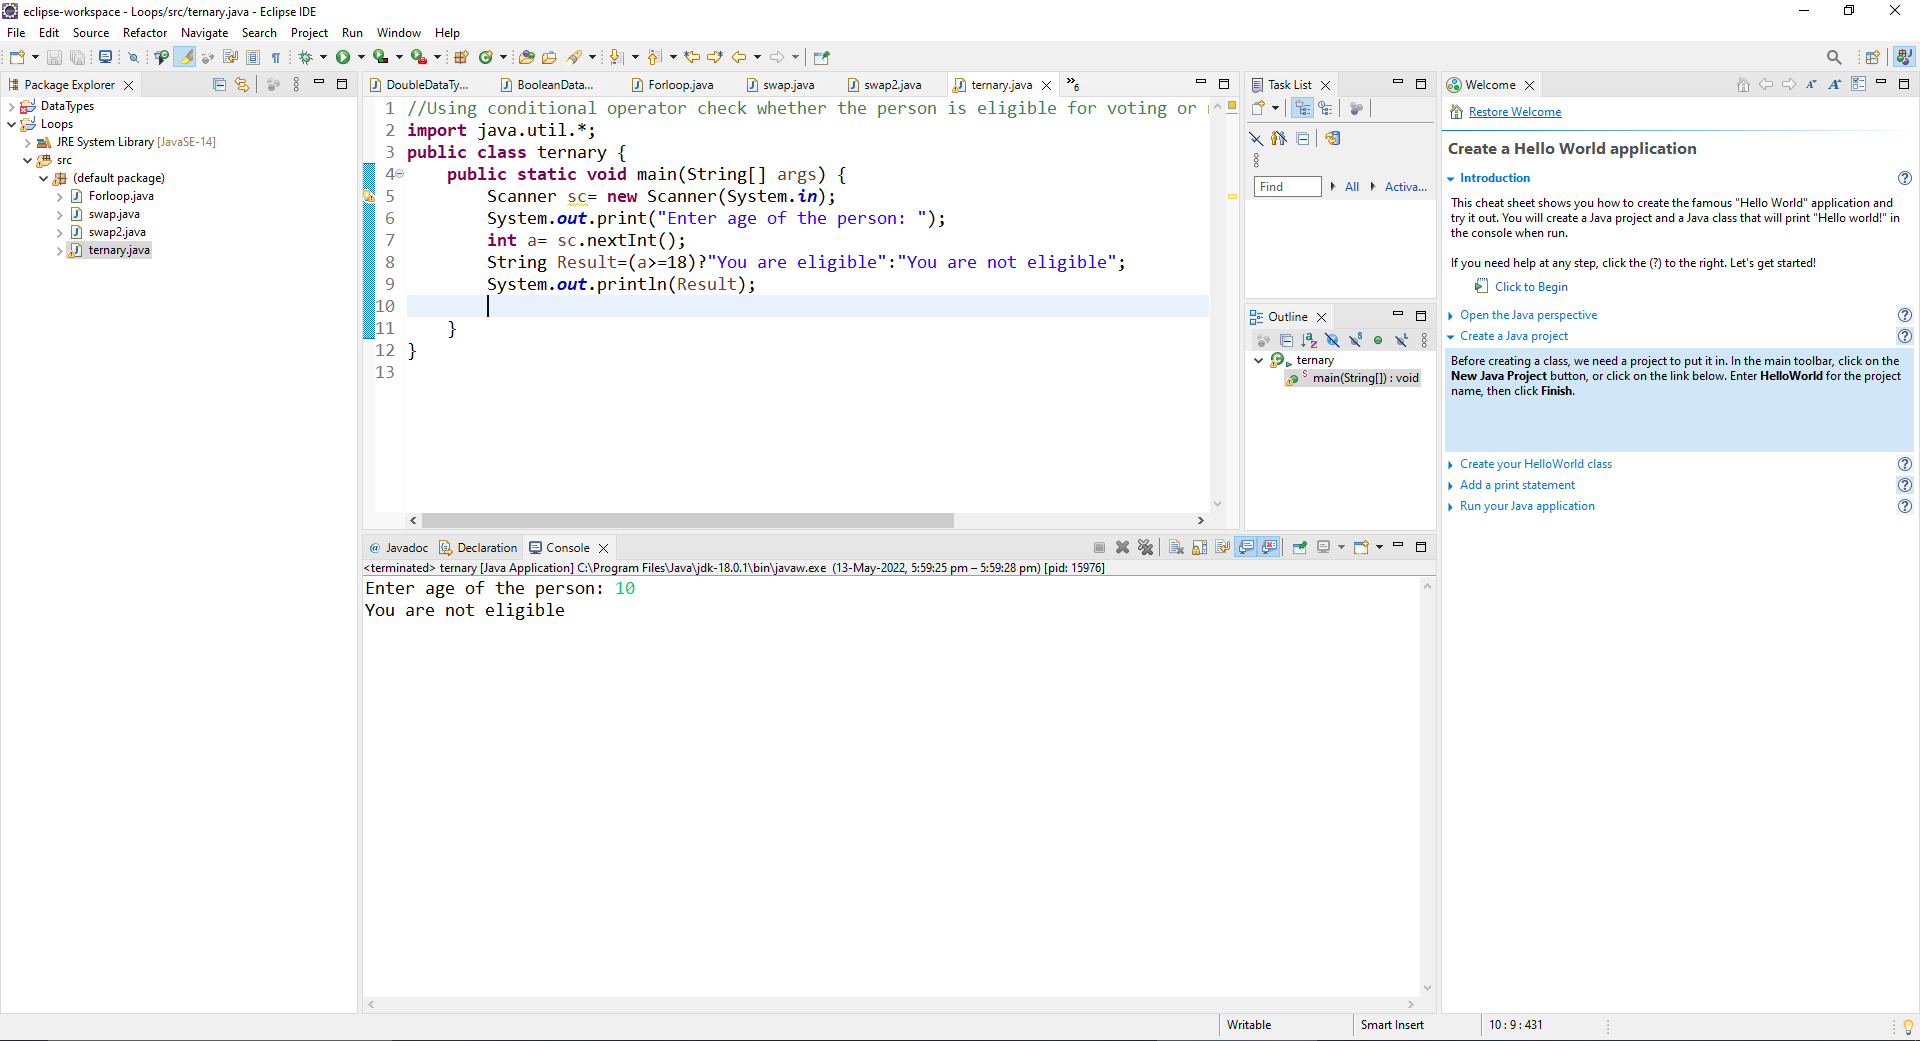 eclipse-workspace - Loops/src/ternary.java - Eclipse IDE
File Edit Source Refactor Navigate Search Project Run Window Help
Package Explorer
DataTypes
Loops
JRE System Library [JavaSE-14]
src
(default package)
Forloop.java
swap.java
swap2.java
ternary.java
DoubleDataTy... BooleanData... Forloop.java swap.java swap2.java ternary.java »6
1 //Using conditional operator check whether the person is eligible for voting or
2 import java.util.*;
3 public class ternary {
4 public static void main(String[] args) {
5 Scanner sc= new Scanner(System.in);
6 System.out.print("Enter age of the person: ");
7 int a= sc.nextInt();
8 String Result=(a>=18)?"You are eligible":"You are not eligible";
9 System.out.println(Result);
10
11 }
12 }
13
Task List
Find All Activa...
Outline
ternary
main(String[]) : void
Welcome
Restore Welcome
Create a Hello World application
Introduction
This cheat sheet shows you how to create the famous "Hello World" application and
try it out. You will create a Java project and a Java class that will print "Hello world!" in
the console when run.
If you need help at any step, click the (?) to the right. Let's get started!
Click to Begin
Open the Java perspective
Create a Java project
Before creating a class, we need a project to put it in. In the main toolbar, click on the
New Java Project button, or click on the link below. Enter HelloWorld for the project
name, then click Finish.
Create your HelloWorld class
Add a print statement
Run your Java application
@ Javadoc Declaration Console
<terminated> ternary [Java Application] C:\Program Files\Java\jdk-18.0.1\bin\javaw.exe (13-May-2022, 5:59:25 pm – 5:59:28 pm) [pid: 15976]
Enter age of the person: 10
You are not eligible
Writable Smart Insert 10 : 9 : 431